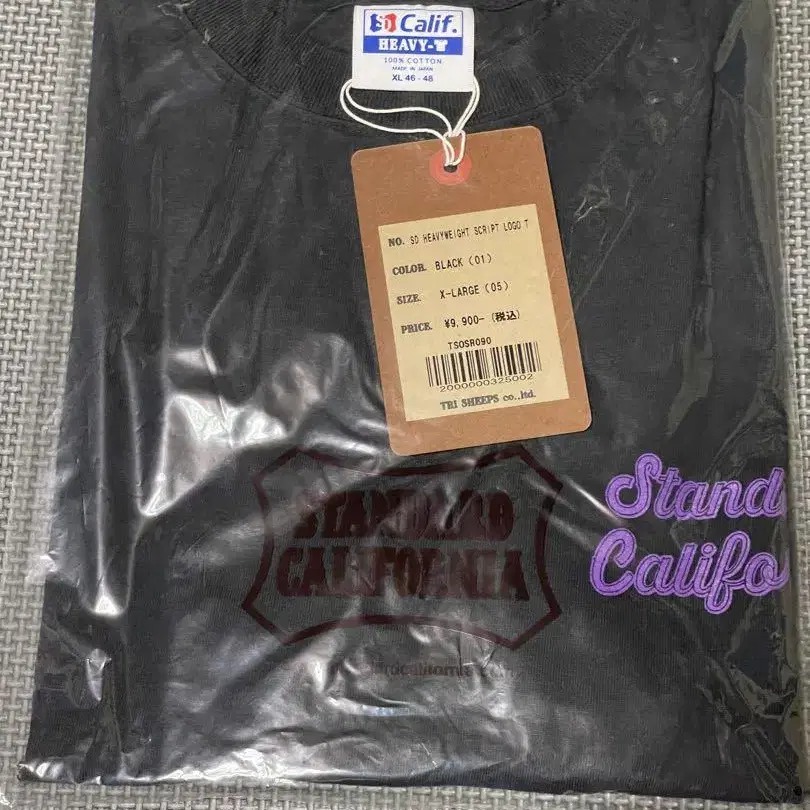 SD Calif.
HEAVY-T
100% COTTON
MADE IN JAPAN
XL 46-48
NO. SD HEAVYWEIGHT SCRIPT LOGO T
COLOR. BLACK (01)
SIZE. X-LARGE (05)
PRICE. ¥9,900- (税込)
TSOSR090
2000000325002
TRI SHEEPS co.,ltd.
Stand
Califo
STANDARD
CALIFORNIA